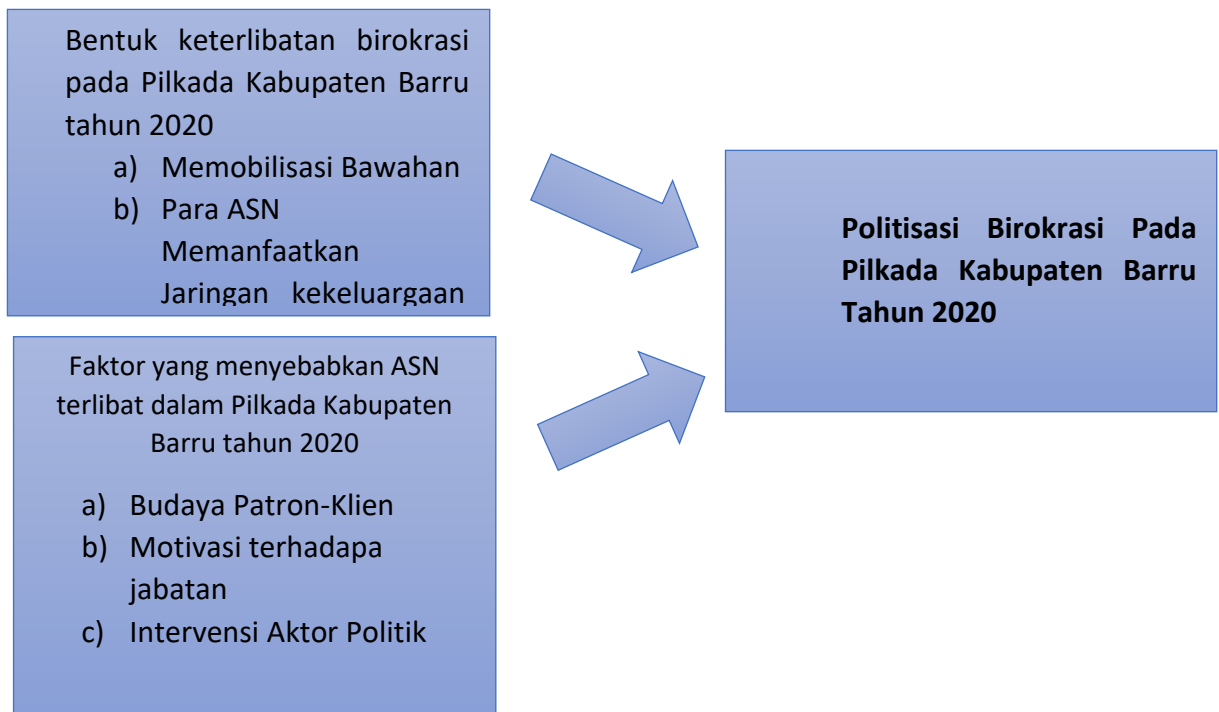 Bentuk keterlibatan birokrasi
pada Pilkada Kabupaten Barru
tahun 2020
a) Memobilisasi Bawahan
b) Para ASN
Memanfaatkan
Jaringan kekeluargaan
Faktor yang menyebabkan ASN
terlibat dalam Pilkada Kabupaten
Barru tahun 2020
a) Budaya Patron-Klien
b) Motivasi terhadapa
jabatan
c) Intervensi Aktor Politik
Politisasi Birokrasi Pada
Pilkada Kabupaten Barru
Tahun 2020